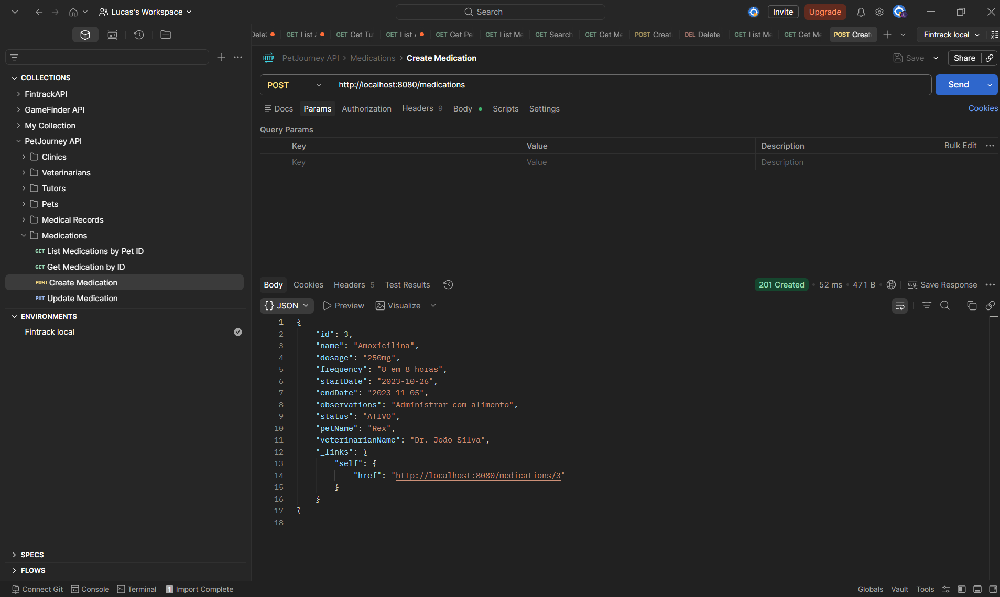 Lucas's Workspace
Search
Invite
Upgrade
L
Delet
GET List
GET Get Tu
GET List
GET Get Pe
GET List Me
GET Search
GET Get Me
POST Creat
DEL Delete
GET List Me
GET Get Me
POST Creat
Fintrack local
HTTP PetJourney API > Medications > Create Medication
Save
Share
COLLECTIONS
FintrackAPI
GameFinder API
My Collection
PetJourney API
Clinics
Veterinarians
Tutors
Pets
Medical Records
Medications
GET List Medications by Pet ID
GET Get Medication by ID
POST Create Medication
PUT Update Medication
ENVIRONMENTS
Fintrack local
SPECS
FLOWS
POST
http://localhost:8080/medications
Send
Docs
Params
Authorization
Headers 9
Body
Scripts
Settings
Cookies
Query Params
Key Value Description Bulk Edit
Key Value Description
Body
Cookies
Headers 5
Test Results
201 Created
52 ms
471 B
e.g. Save Response
{} JSON
Preview
Visualize
1 {
2 "id": 3,
3 "name": "Amoxicilina",
4 "dosage": "250mg",
5 "frequency": "8 em 8 horas",
6 "startDate": "2023-10-26",
7 "endDate": "2023-11-05",
8 "observations": "Administrar com alimento",
9 "status": "ATIVO",
10 "petName": "Rex",
11 "veterinarianName": "Dr. João Silva",
12 "_links": {
13 "self": {
14 "href": "http://localhost:8080/medications/3"
15 }
16 }
17 }
18
Connect Git
Console
Terminal
1 Import Complete
Globals
Vault
Tools